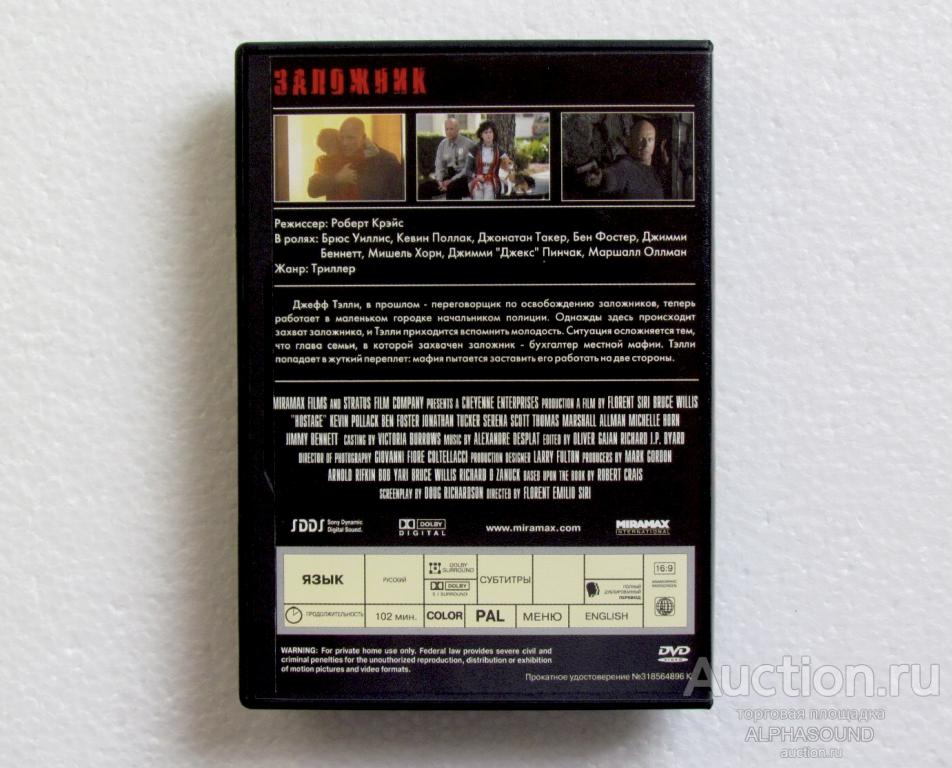 ЗАЛОЖНИК
Режиссер: Роберт Крэйс
В ролях: Брюс Уиллис, Кевин Поллак, Джонатан Такер, Бен Фостер, Джимми
Беннетт, Мишель Хорн, Джимми "Джекс" Пинчак, Маршалл Оллман
Жанр: Триллер
Джефф Тэлли, в прошлом - переговорщик по освобождению заложников, теперь
работает в маленьком городке начальником полиции. Однажды здесь происходит
захват заложника, и Тэлли приходится вспомнить молодость. Ситуация осложняется тем,
что глава семьи, в которой захвачен заложник - бухгалтер местной мафии. Тэлли
попадает в жуткий переплет: мафия пытается заставить его работать на две стороны.
MIRAMAX FILMS AND STRATUS FILM COMPANY PRESENTS A CHEYENNE ENTERPRISES PRODUCTION A FILM BY FLORENT SIRI BRUCE WILLIS
"HOSTAGE" KEVIN POLLACK BEN FOSTER JONATHAN TUCKER SERENA SCOTT THOMAS MARSHALL ALLMAN MICHELLE HORN
JIMMY BENNETT CASTING BY VICTORIA BURROWS MUSIC BY ALEXANDRE DESPLAT EDITED BY OLIVER GAJAN RICHARD J.P. BYARD
DIRECTOR OF PHOTOGRAPHY GIOVANNI FIORE COLTELLACCI PRODUCTION DESIGNER LARRY FULTON PRODUCERS BY MARK GORDON
ARNOLD RIFKIN BOB YARI BRUCE WILLIS RICHARD D ZANUCK BASED UPON THE BOOK BY ROBERT CRAIS
SCREENPLAY BY DOUG RICHARDSON DIRECTED BY FLORENT EMILIO SIRI
SDDS Sony Dynamic Digital Sound. DOLBY DIGITAL www.miramax.com MIRAMAX INTERNATIONAL
ЯЗЫК РУССКИЙ DOLBY SURROUND DOLBY 5.1 SURROUND СУБТИТРЫ ПОЛНЫЙ ДУБЛИРОВАННЫЙ ПЕРЕВОД 16:9
ПРОДОЛЖИТЕЛЬНОСТЬ 102 мин. COLOR PAL МЕНЮ ENGLISH
WARNING: For private home use only. Federal law provides severe civil and
criminal penelties for the unauthorized reproduction, distribution or exhibition
of motion pictures and video formats.
DVD VIDEO
Прокатное удостоверение №318564896 К
Auction.ru
торговая площадка
ALPHASOUND
auction.ru